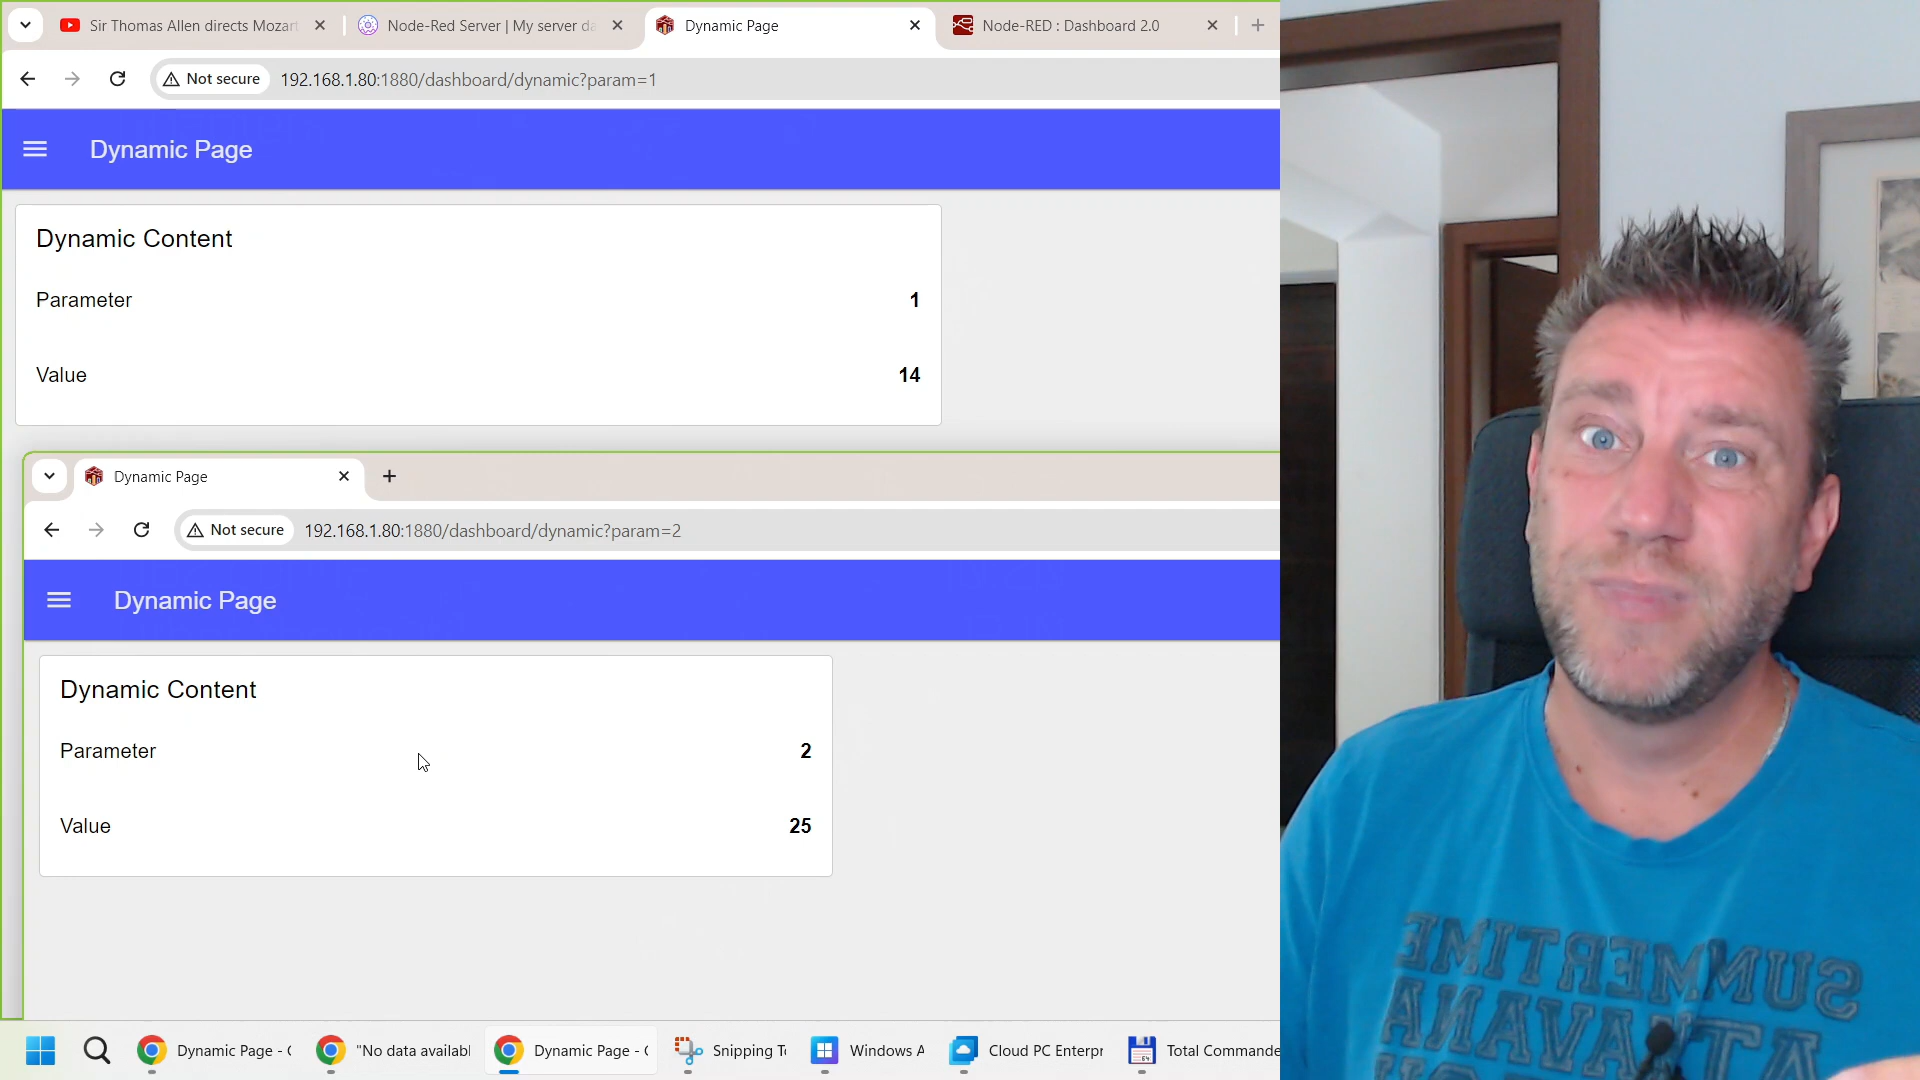 Sir Thomas Allen directs Mozart
Node-Red Server | My server da
Dynamic Page
Node-RED : Dashboard 2.0
Not secure
192.168.1.80:1880/dashboard/dynamic?param=1
Dynamic Page
Dynamic Content
Parameter 1
Value 14
Dynamic Page
Not secure
192.168.1.80:1880/dashboard/dynamic?param=2
Dynamic Page
Dynamic Content
Parameter 2
Value 25
SUMMERTIME
Dynamic Page - (
"No data availabl
Dynamic Page - (
Snipping T
Windows A
Cloud PC Enterpr
64
Total Commande